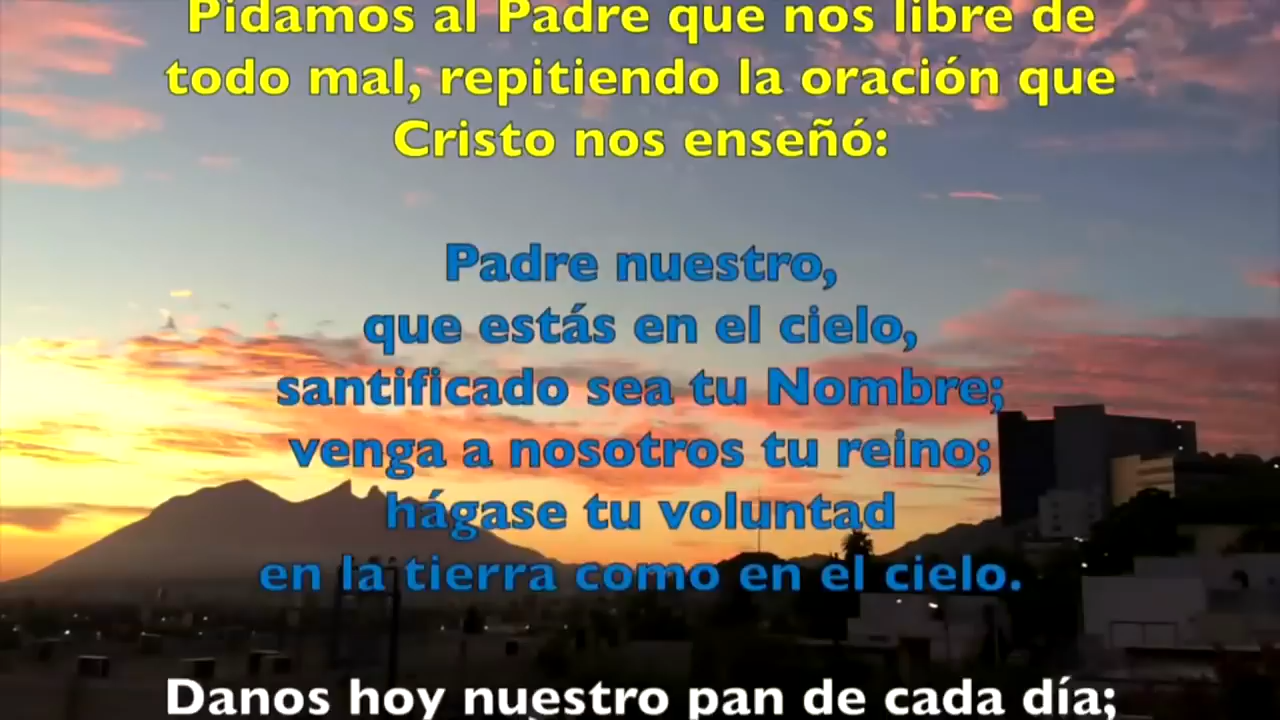 Pidamos al Padre que nos libre de
todo mal, repitiendo la oración que
Cristo nos enseñó:
Padre nuestro,
que estás en el cielo,
santificado sea tu Nombre;
venga a nosotros tu reino;
hágase tu voluntad
en la tierra como en el cielo.
Danos hoy nuestro pan de cada día;